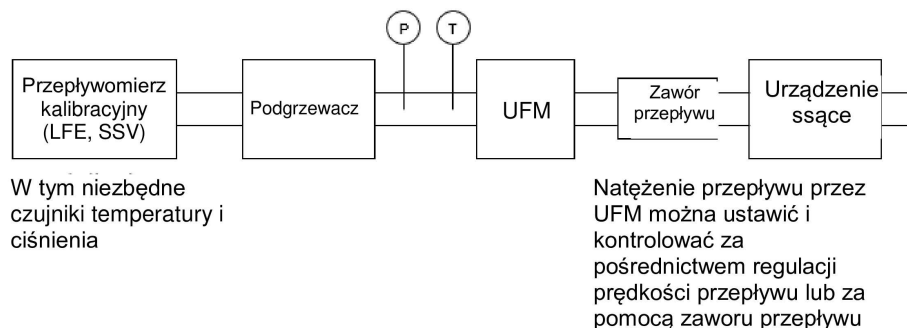 P
T
Przepływomierz
kalibracyjny
(LFE, SSV)
Podgrzewacz
UFM
Zawór
przepływu
Urządzenie
ssące
W tym niezbędne
czujniki temperatury i
ciśnienia
Natężenie przepływu przez
UFM można ustawić i
kontrolować za
pośrednictwem regulacji
prędkości przepływu lub za
pomocą zaworu przepływu